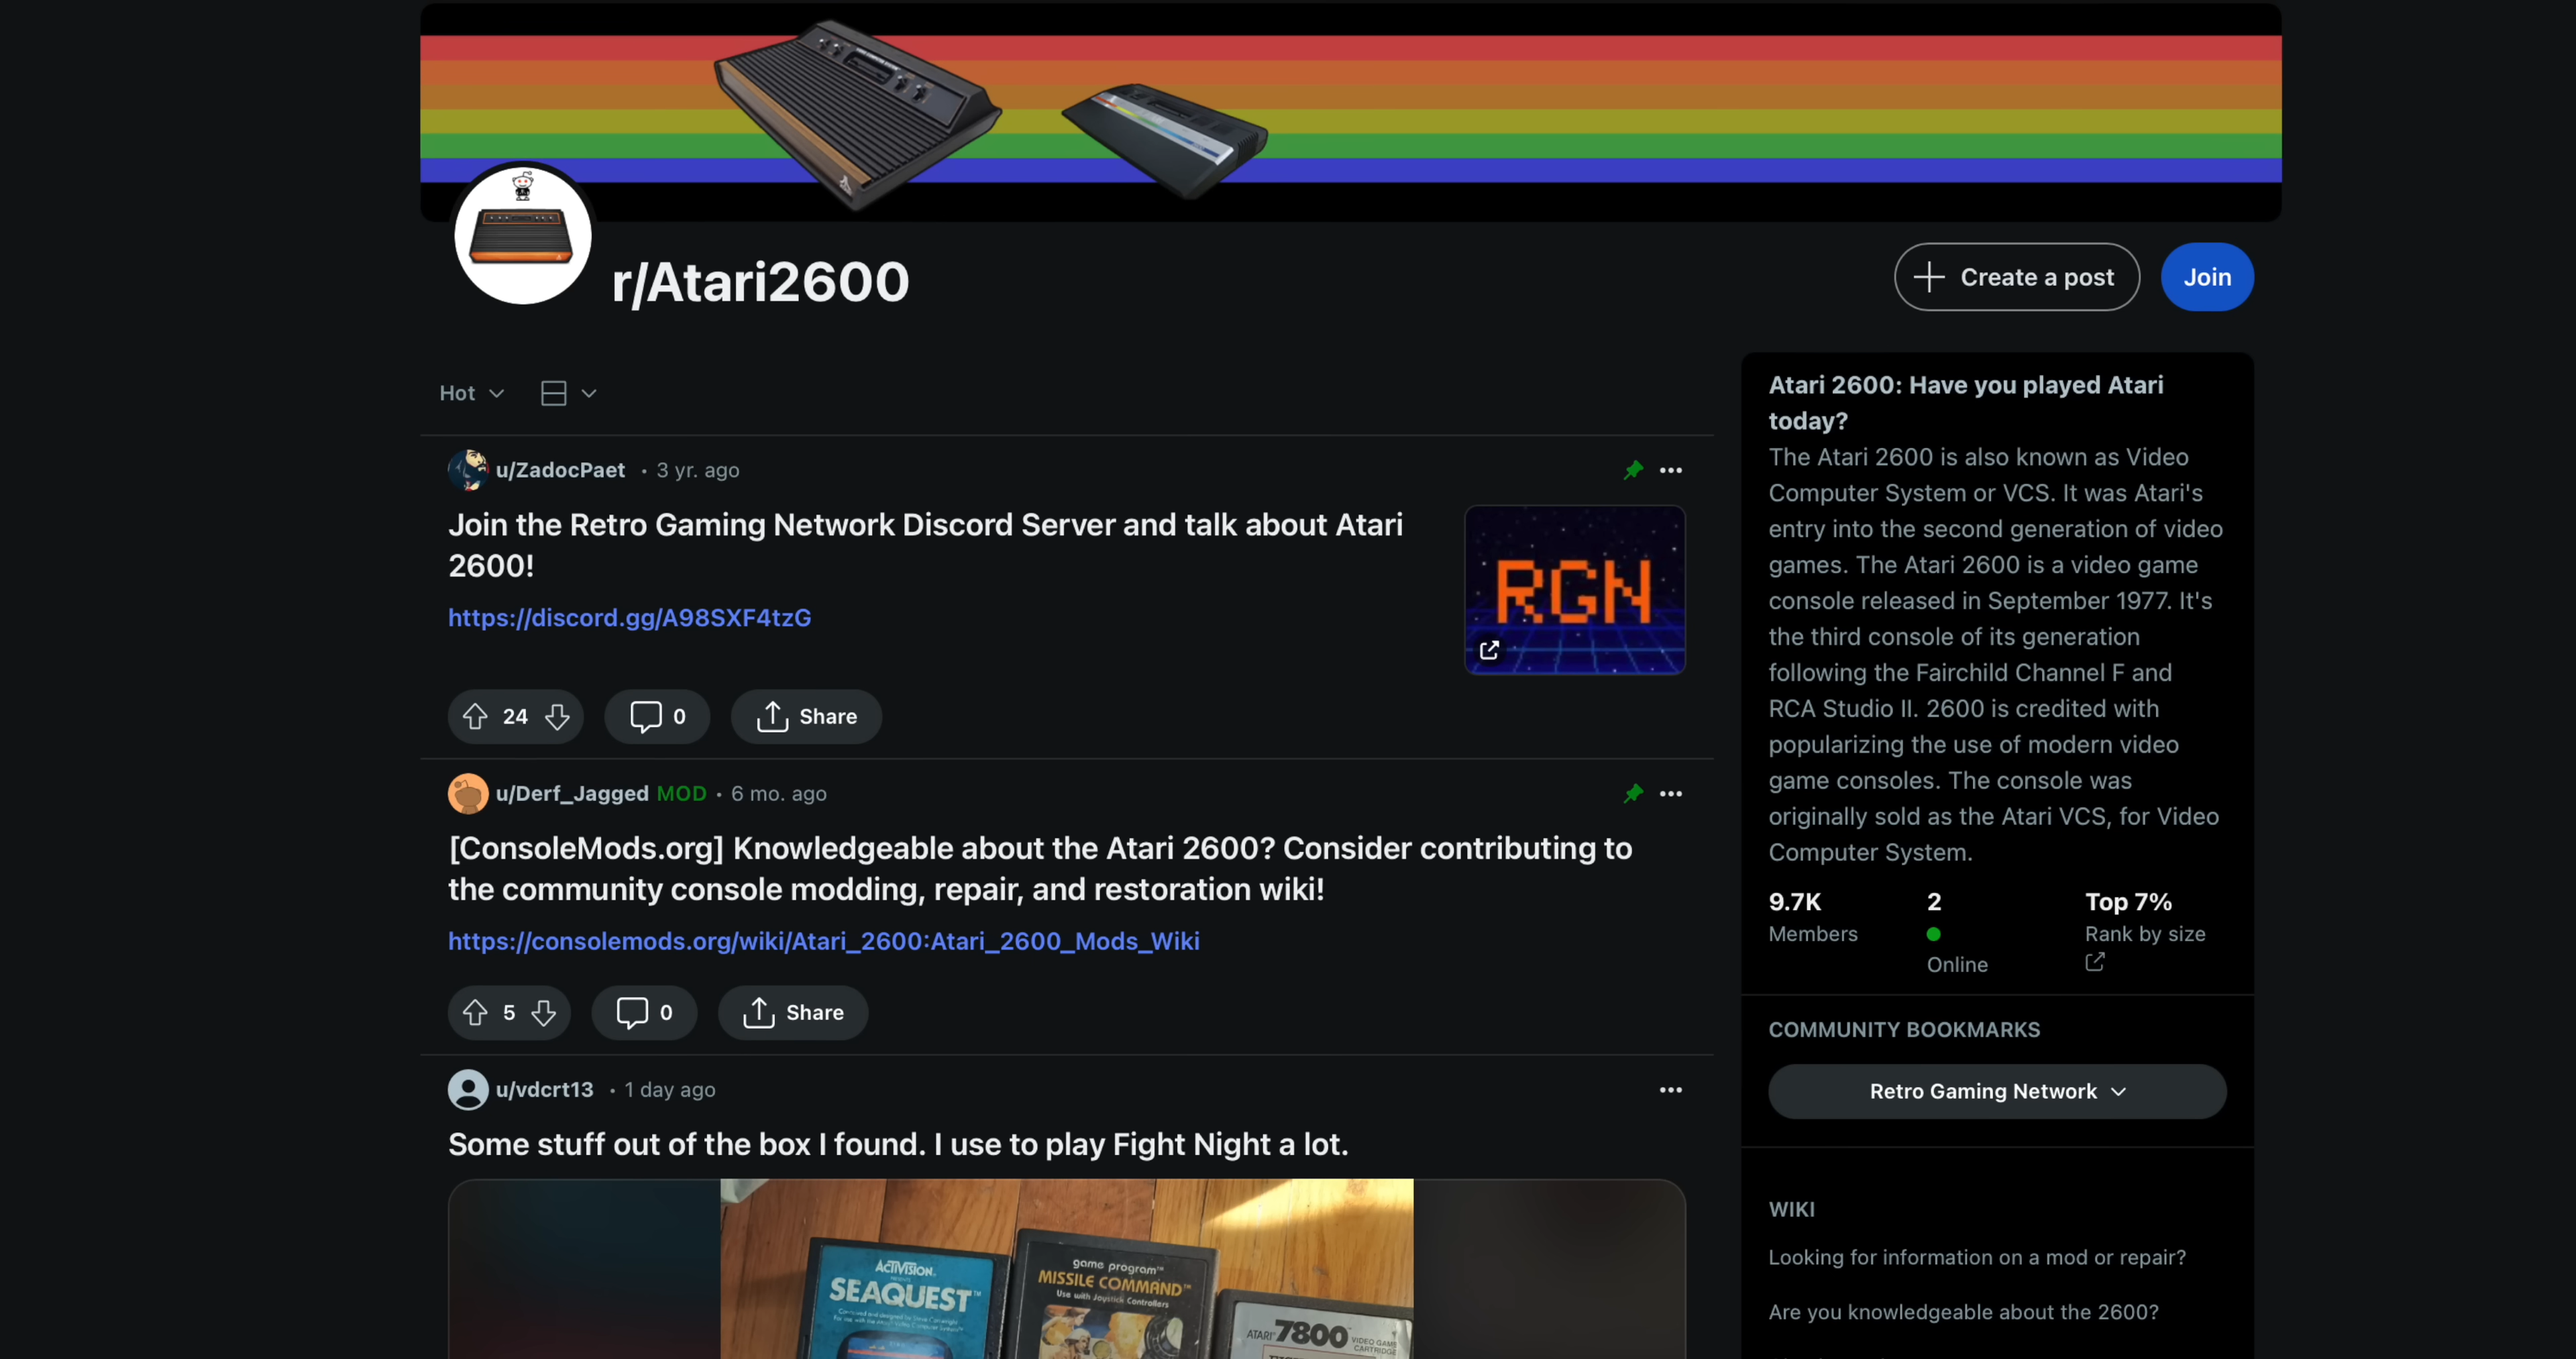 r/Atari2600
Create a post
Join
Hot
u/ZadocPaet • 3 yr. ago
Join the Retro Gaming Network Discord Server and talk about Atari
2600!
https://discord.gg/A98SXF4tzG
RGN
24
0
Share
u/Derf_Jagged MOD • 6 mo. ago
[ConsoleMods.org] Knowledgeable about the Atari 2600? Consider contributing to
the community console modding, repair, and restoration wiki!
https://consolemods.org/wiki/Atari_2600:Atari_2600_Mods_Wiki
5
0
Share
u/vdcrt13 • 1 day ago
Some stuff out of the box I found. I use to play Fight Night a lot.
ACTIVISION
SEAQUEST™
game program™
MISSILE COMMAND™
Use with Joystick Controllers
ATARI 7800 VIDEO GAME
CARTRIDGE
Atari 2600: Have you played Atari
today?
The Atari 2600 is also known as Video
Computer System or VCS. It was Atari's
entry into the second generation of video
games. The Atari 2600 is a video game
console released in September 1977. It's
the third console of its generation
following the Fairchild Channel F and
RCA Studio II. 2600 is credited with
popularizing the use of modern video
game consoles. The console was
originally sold as the Atari VCS, for Video
Computer System.
9.7K
Members
2
Online
Top 7%
Rank by size
COMMUNITY BOOKMARKS
Retro Gaming Network
WIKI
Looking for information on a mod or repair?
Are you knowledgeable about the 2600?